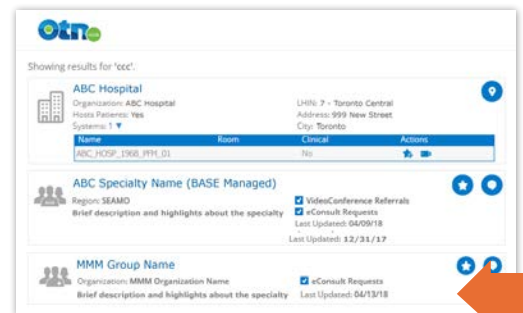 Otn
Showing results for 'ccc'.
ABC Hospital
Organization: ABC Hospital
Hosts Patients: Yes
Systems: 1 ▼
LHIN: 7 - Toronto Central
Address: 999 New Street
City: Toronto
Name Room Clinical Actions
ABC_HOSP_1968_PFH_01 No
ABC Specialty Name (BASE Managed)
Region: SEAMO
Brief description and highlights about the specialty
VideoConference Referrals
eConsult Requests
Last Updated: 04/09/18
Last Updated: 12/31/17
MMM Group Name
Organization: MMM Organization Name
Brief description and highlights about the specialty
eConsult Requests
Last Updated: 04/13/18